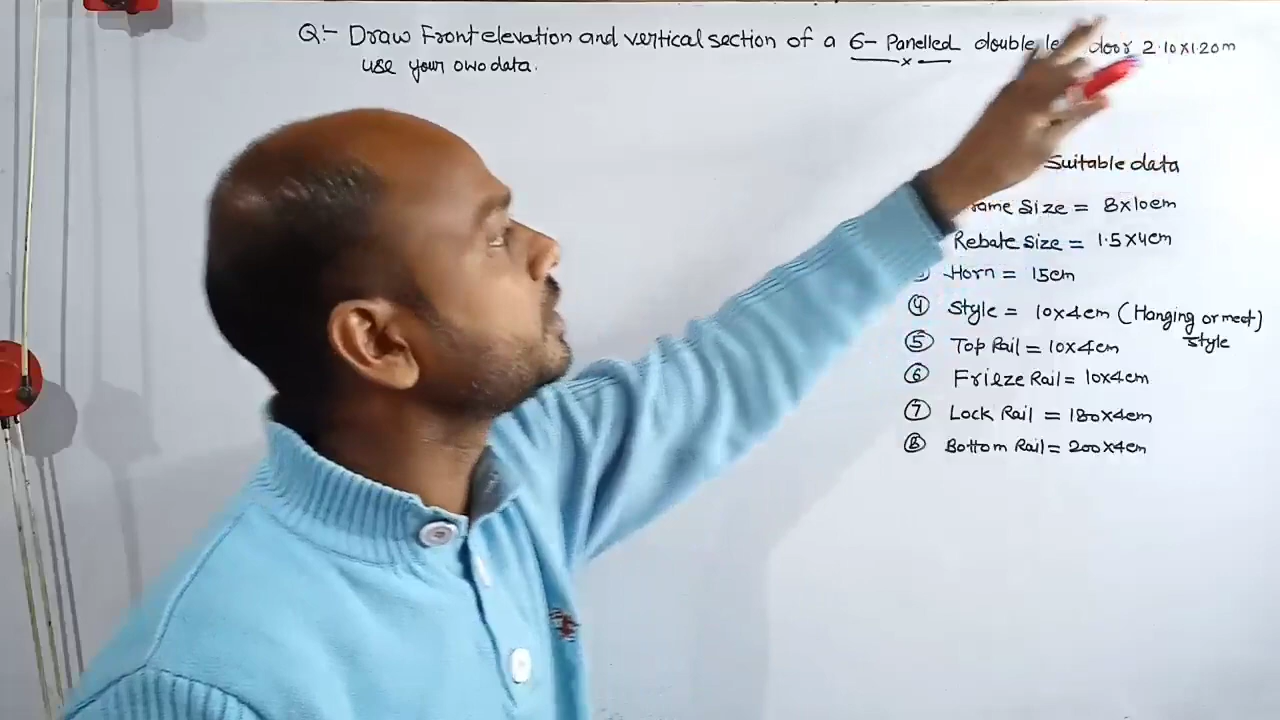 Q:- Draw Front elevation and vertical section of a 6- Panelled double door 2.10x1.20m
use your own data.
Suitable data
Size = 8x10cm
Rebate Size = 1.5x4cm
Horn = 15cm
④ Style = 10x4cm (Hanging or meet)
style
⑤ Top Rail = 10x4cm
⑥ Frieze Rail = 10x4cm
⑦ Lock Rail = 180x4cm
⑧ Bottom Rail = 200x4cm